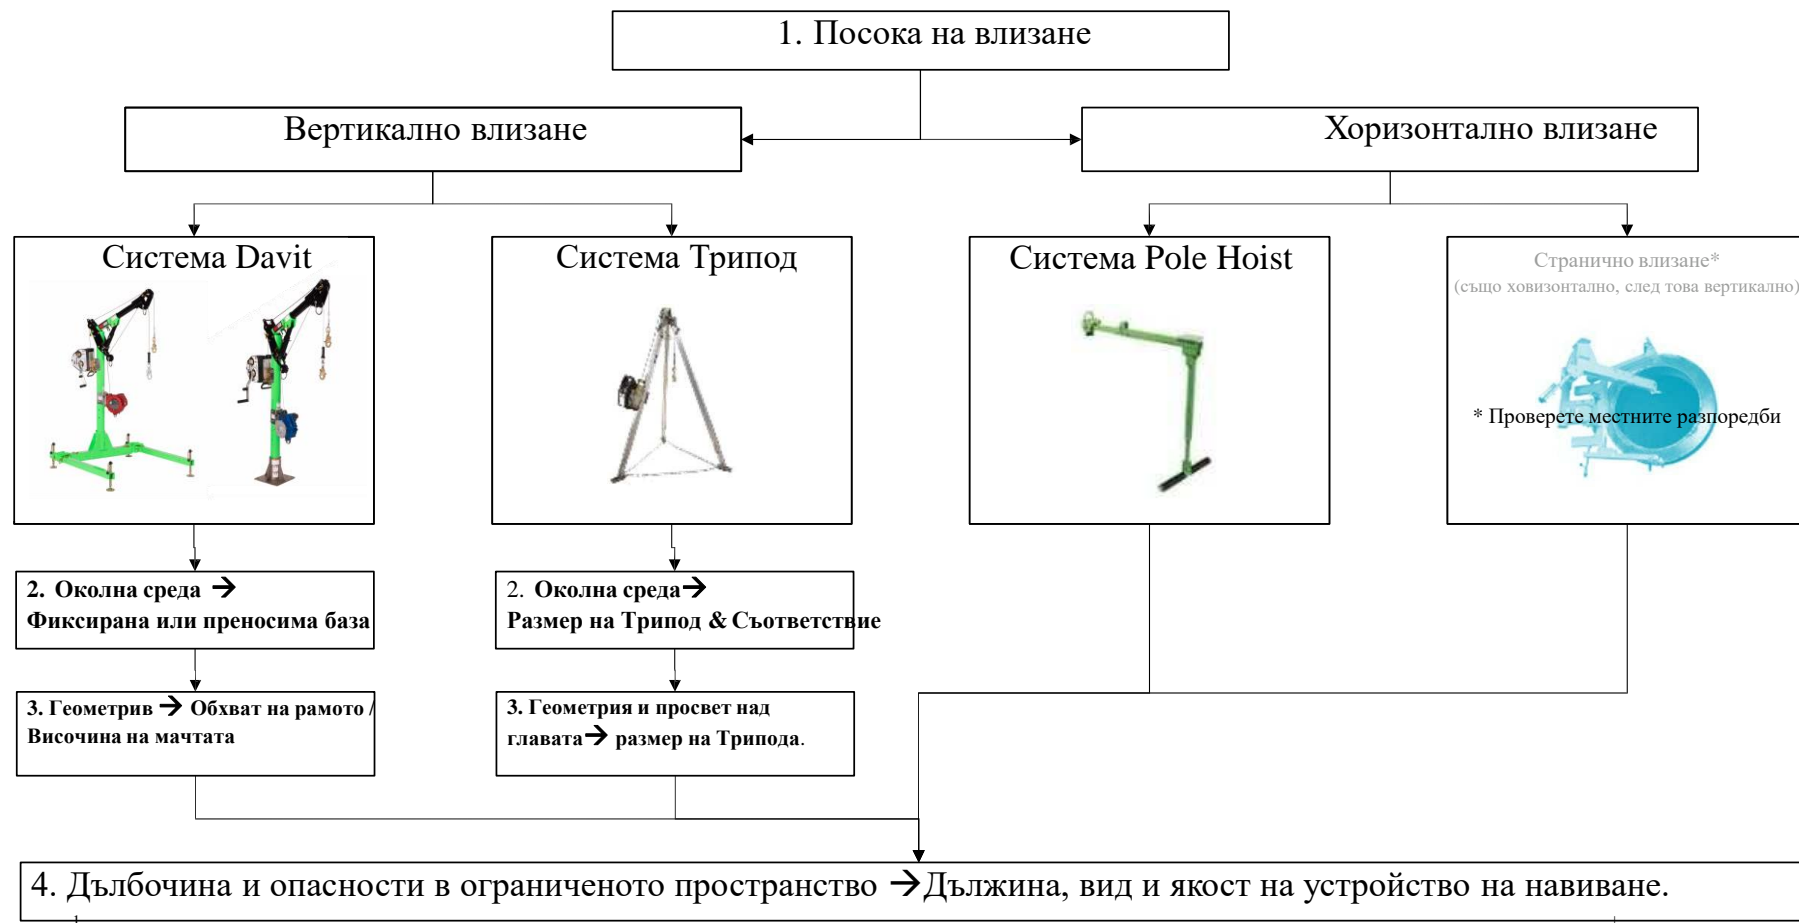 1. Посока на влизане
Вертикално влизане
Хоризонтално влизане
Система Davit
Система Трипод
Система Pole Hoist
Странично влизане*
(също ховизонтално, след това вертикално)
* Проверете местните разпоредби
2. Околна среда →
Фиксирана или преносима база
2. Околна среда→
Размер на Трипод & Съответствие
3. Геометрив → Обхват на рамото /
Височина на мачтата
3. Геометрия и просвет над
главата→ размер на Трипода.
4. Дълбочина и опасности в ограниченото пространство →Дължина, вид и якост на устройство на навиване.